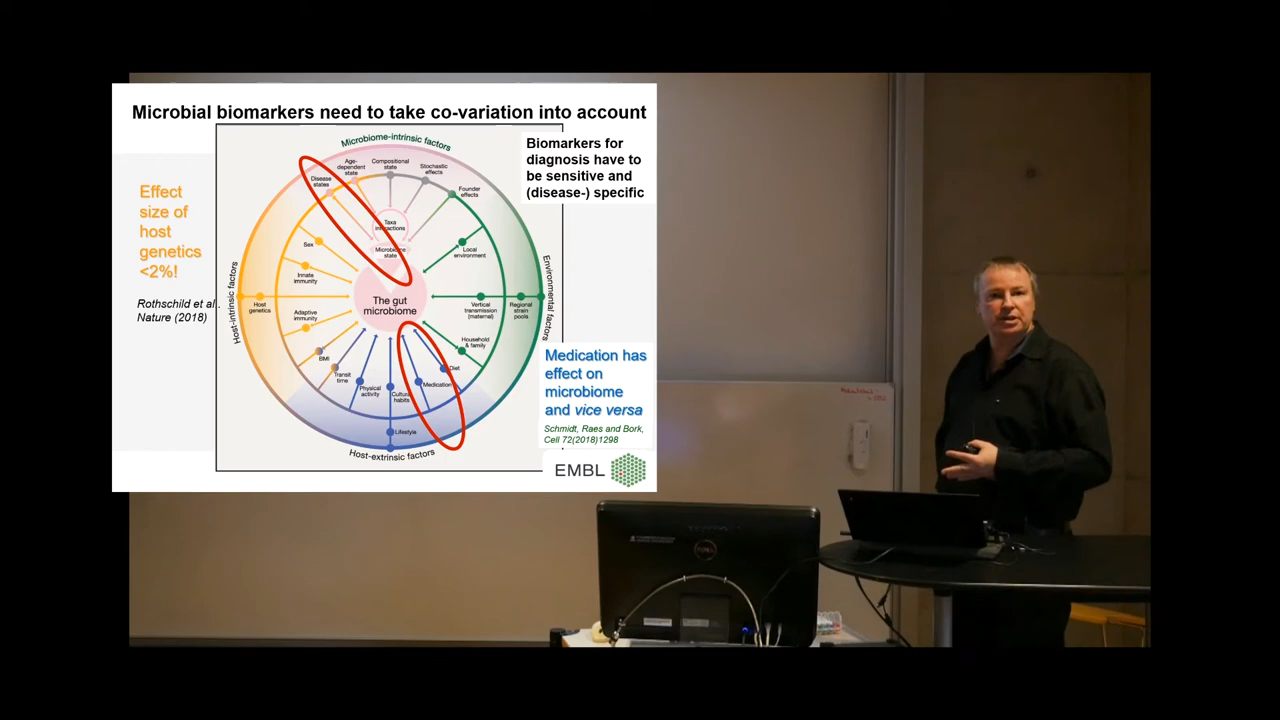 Microbial biomarkers need to take co-variation into account
Microbiome-intrinsic factors
Biomarkers for
diagnosis have to
be sensitive and
(disease-) specific
Effect
size of
host
genetics
<2%!
Rothschild et al.,
Nature (2018)
Disease
states
Age-
dependent
state
Compositional
state
Stochastic
effects
Founder
effects
Taxa
interactions
Microbiome
state
Sex
Local
environment
Innate
immunity
Host-intrinsic factors
Environmental factors
The gut
microbiome
Host
genetics
Vertical
transmission
(maternal)
Regional
strain
pools
Adaptive
immunity
Household
& family
BMI
Transit
time
Physical
activity
Cultural
habits
Medication
Diet
Lifestyle
Host-extrinsic factors
Medication has
effect on
microbiome
and vice versa
Schmidt, Raes and Bork,
Cell 72(2018)1298
EMBL
DELL